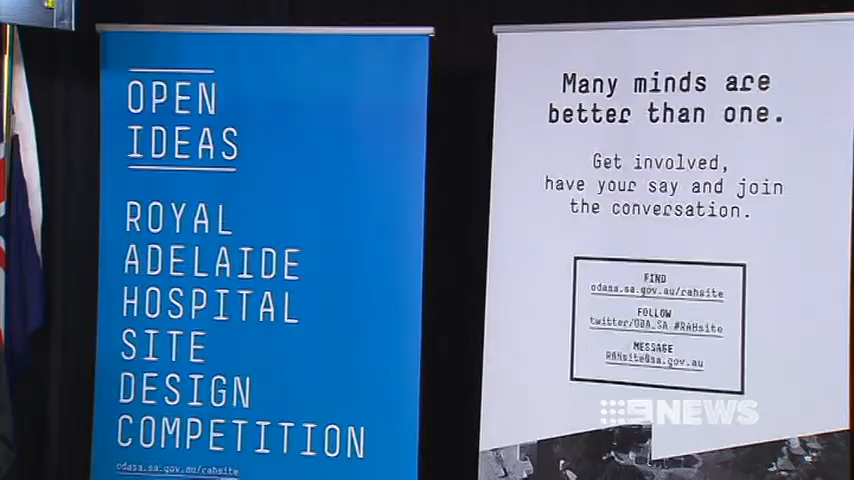 OPEN
IDEAS
ROYAL
ADELAIDE
HOSPITAL
SITE
DESIGN
COMPETITION
odasa.sa.gov.au/rahsite
Many minds are
better than one.
Get involved,
have your say and join
the conversation.
FIND
odasa.sa.gov.au/rahsite
FOLLOW
twitter/ODA_SA #RAHsite
MESSAGE
RAHsite@sa.gov.au
9NEWS